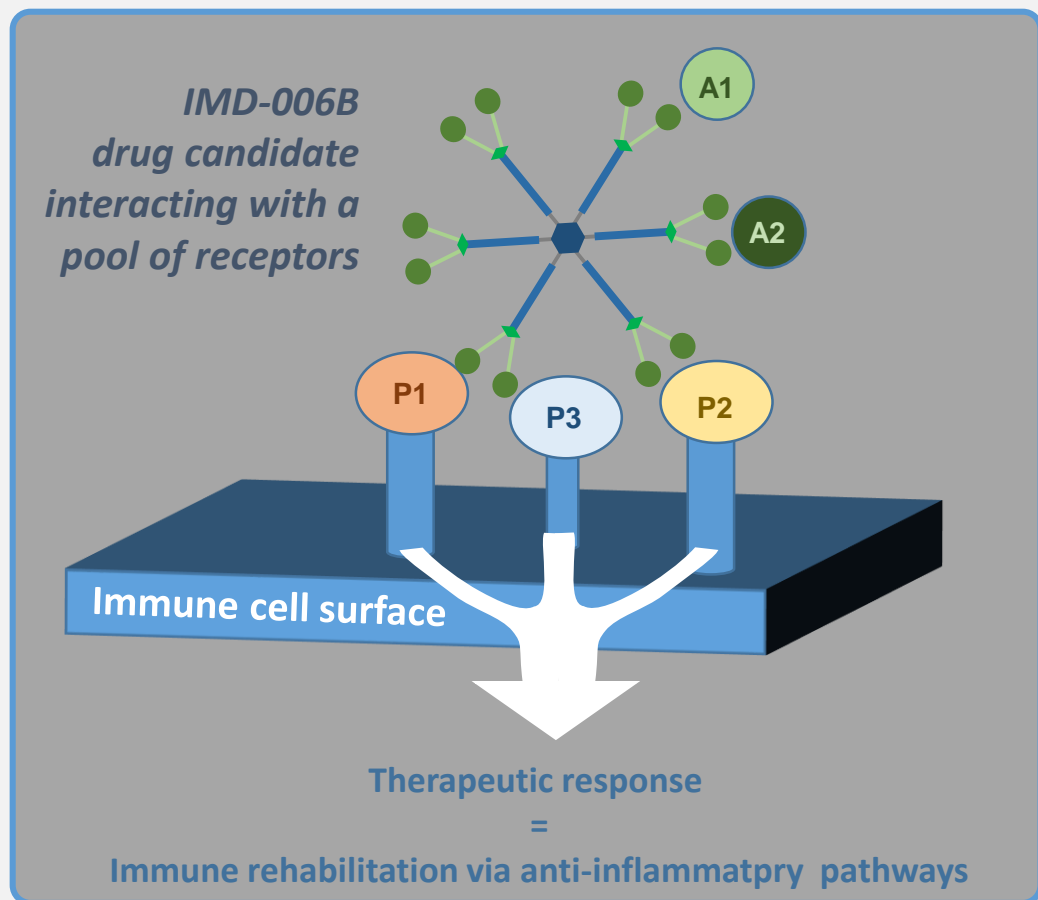 IMD-006B
drug candidate
interacting with a
pool of receptors
A1
A2
P1
P3
P2
Immune cell surface
Therapeutic response
=
Immune rehabilitation via anti-inflammatpry  pathways